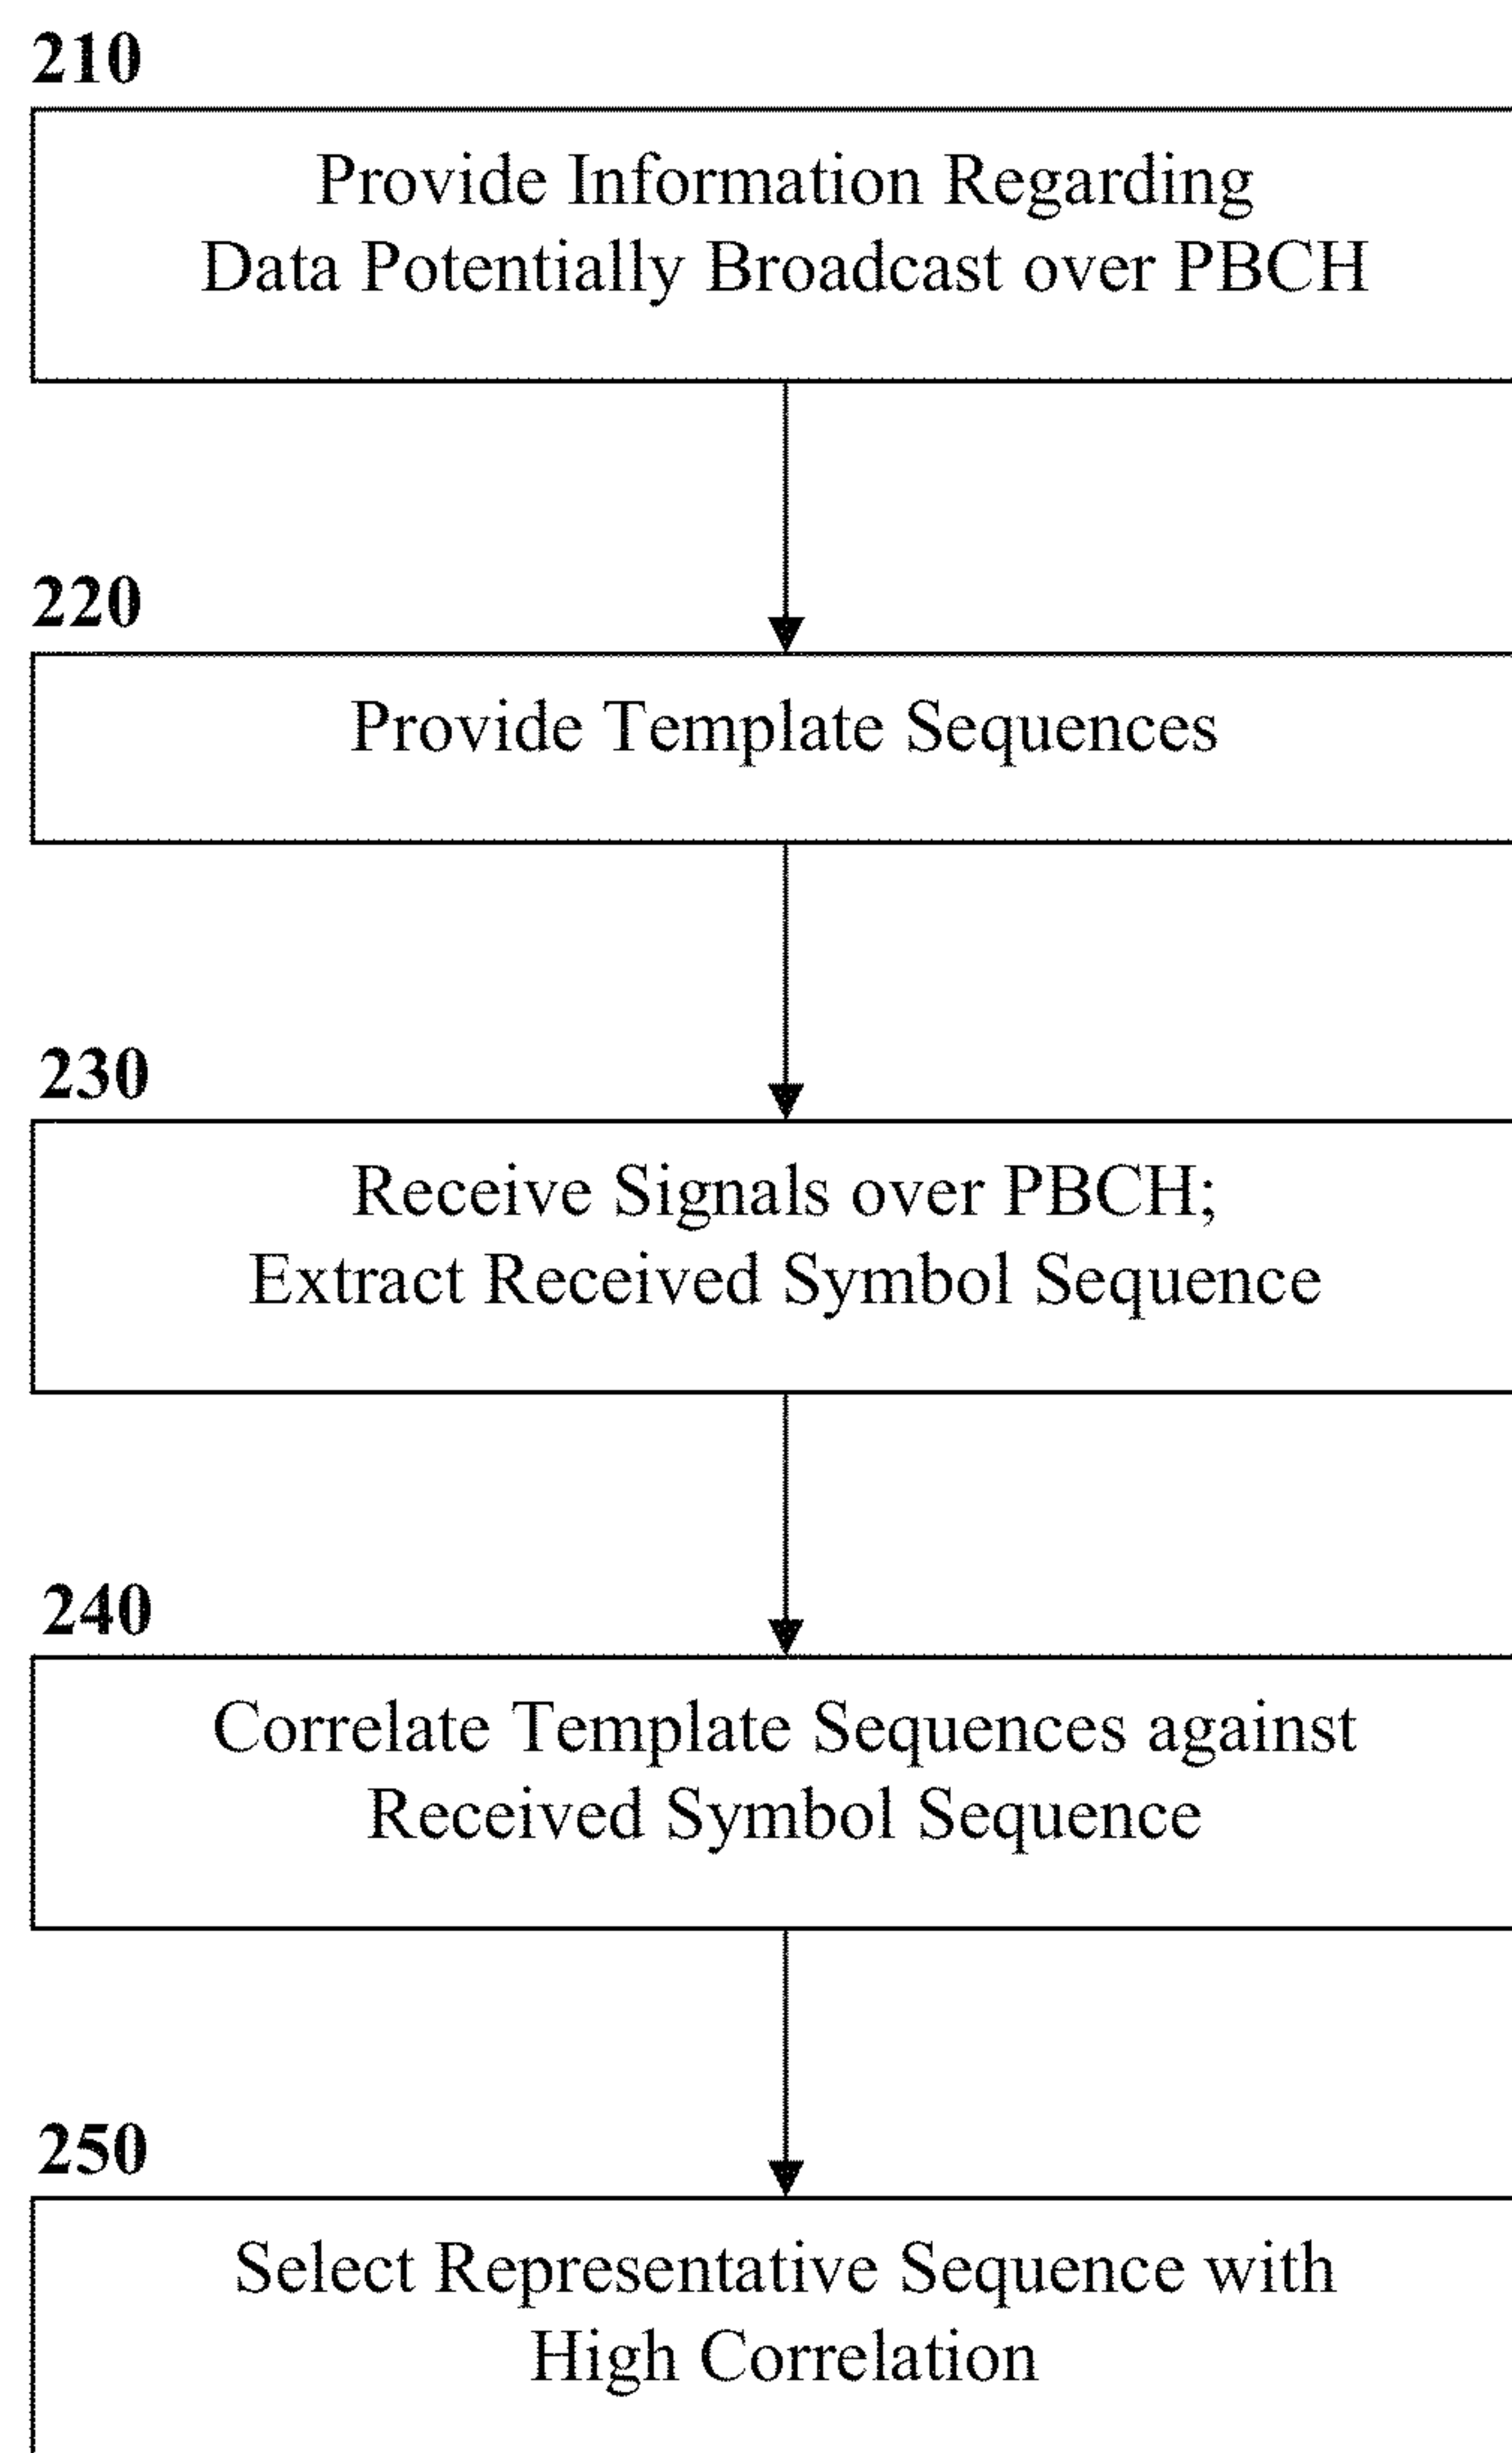 210
Provide Information Regarding
Data Potentially Broadcast over PBCH
220
Provide Template Sequences
230
Receive Signals over PBCH;
Extract Received Symbol Sequence
240
Correlate Template Sequences against
Received Symbol Sequence
250
Select Representative Sequence with
High Correlation